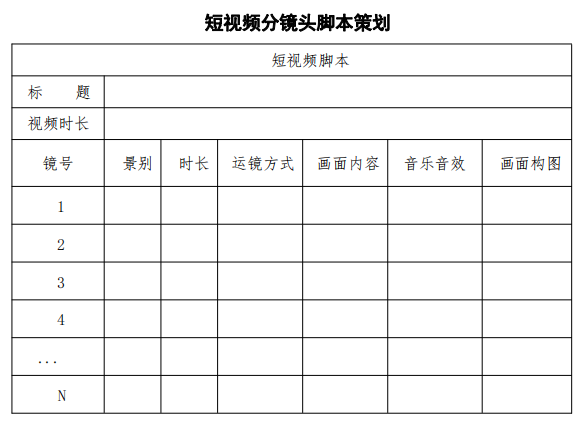 短视频分镜头脚本策划
短视频脚本
标 题
视频时长
镜号 景别 时长 运镜方式 画面内容 音乐音效 画面构图
1
2
3
4
...
N